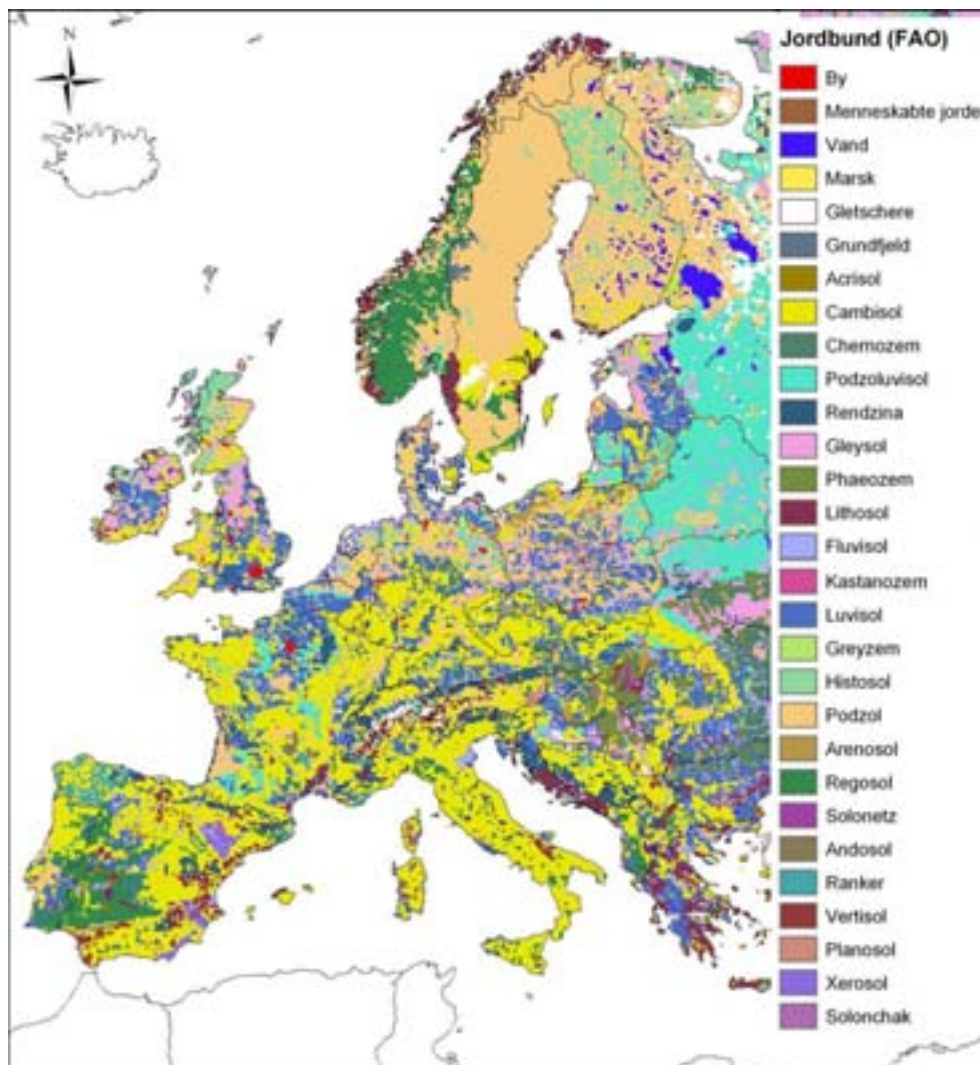 N
Jordbund (FAO)
By
Menneskabte jorde
Vand
Marsk
Gletschere
Grundfjeld
Acrisol
Cambisol
Chernozem
Podzoluvisol
Rendzina
Gleysol
Phaeozem
Lithosol
Fluvisol
Kastanozem
Luvisol
Greyzem
Histosol
Podzol
Arenosol
Regosol
Solonetz
Andosol
Ranker
Vertisol
Planosol
Xerosol
Solonchak